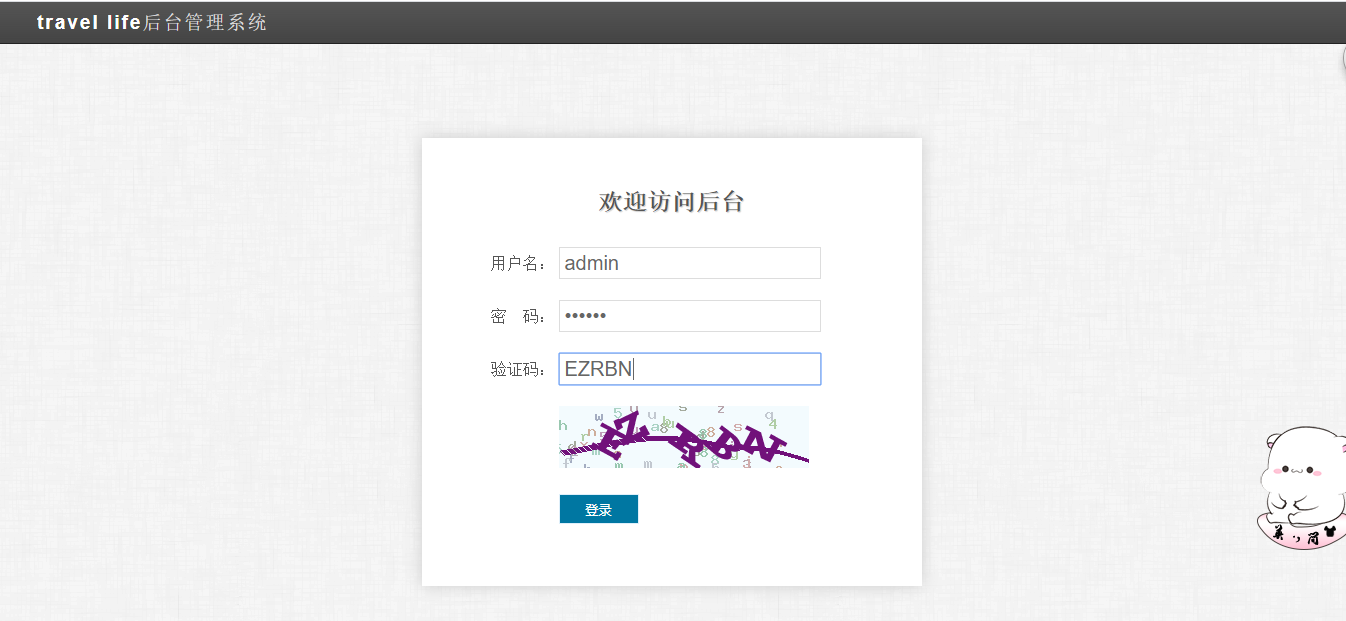 travel life后台管理系统
欢迎访问后台
用户名： admin
密 码： ••••••
验证码： EZRBN
登录